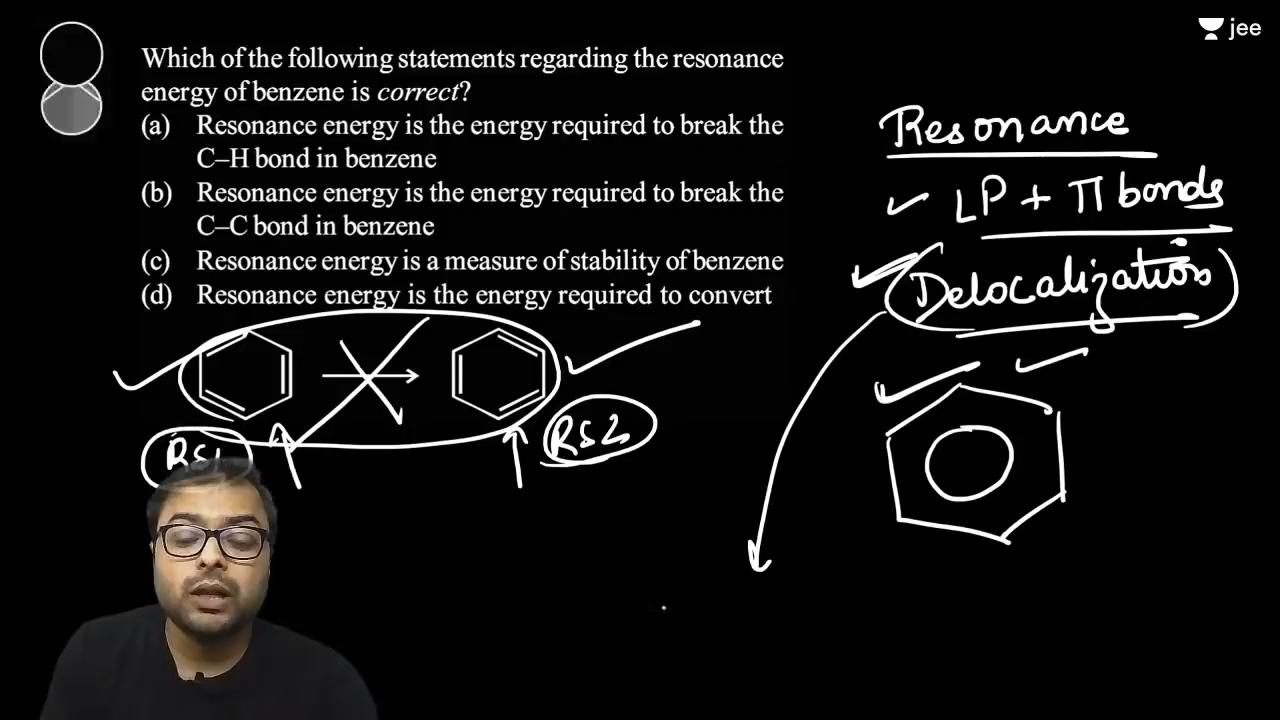 jee
Which of the following statements regarding the resonance
energy of benzene is correct?
(a) Resonance energy is the energy required to break the
C–H bond in benzene
(b) Resonance energy is the energy required to break the
C–C bond in benzene
(c) Resonance energy is a measure of stability of benzene
(d) Resonance energy is the energy required to convert
RS1
RS2
Resonance
LP + π bonds
Delocalization